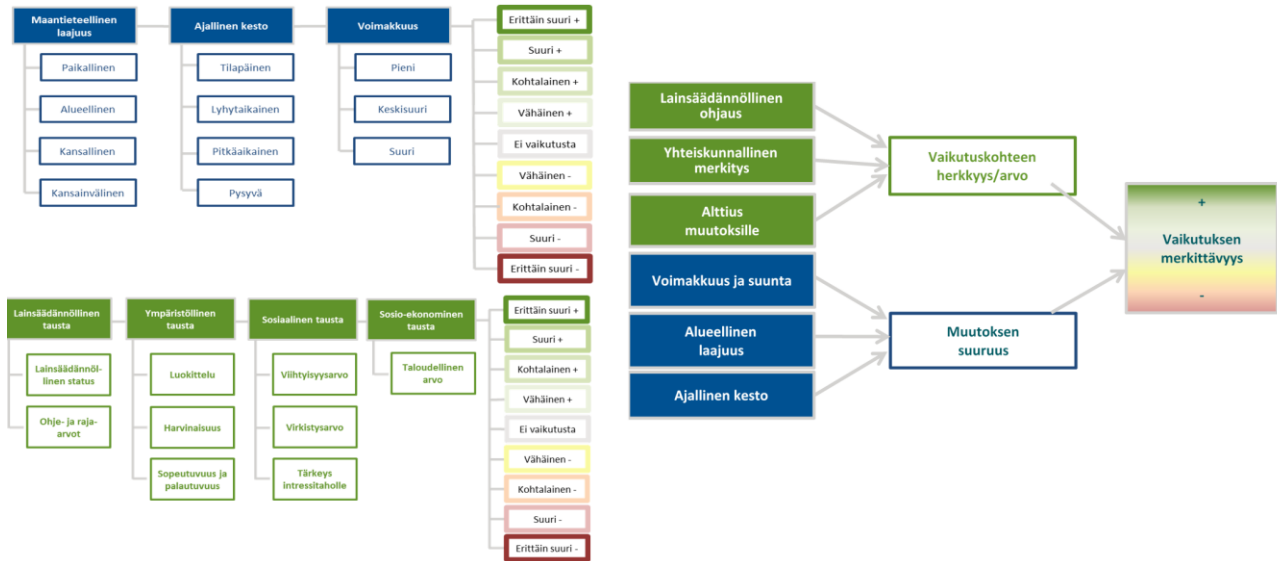 Maantieteellinen
laajuus
Paikallinen
Alueellinen
Kansallinen
Kansainvälinen
Ajallinen kesto
Tilapäinen
Lyhytaikainen
Pitkäaikainen
Pysyvä
Voimakkuus
Pieni
Keskisuuri
Suuri
Erittäin suuri +
Suuri +
Kohtalainen +
Vähäinen +
Ei vaikutusta
Vähäinen -
Kohtalainen -
Suuri -
Erittäin suuri -
Lainsäädännöllinen
tausta
Lainsäädännöl-
linen status
Ohje- ja raja-
arvot
Ympäristöllinen
tausta
Luokittelu
Harvinaisuus
Sopeutuvuus ja
palautuvuus
Sosiaalinen tausta
Viihtyisyysarvo
Virkistysarvo
Tärkeys
intressitaholle
Sosio-ekonominen
tausta
Taloudellinen
arvo
Erittäin suuri +
Suuri +
Kohtalainen +
Vähäinen +
Ei vaikutusta
Vähäinen -
Kohtalainen -
Suuri -
Erittäin suuri -
Lainsäädännöllinen
ohjaus
Yhteiskunnallinen
merkitys
Alttius
muutoksille
Voimakkuus ja suunta
Alueellinen
laajuus
Ajallinen kesto
Vaikutuskohteen
herkkyys/arvo
Muutoksen
suuruus
+
Vaikutuksen
merkittävyys
-